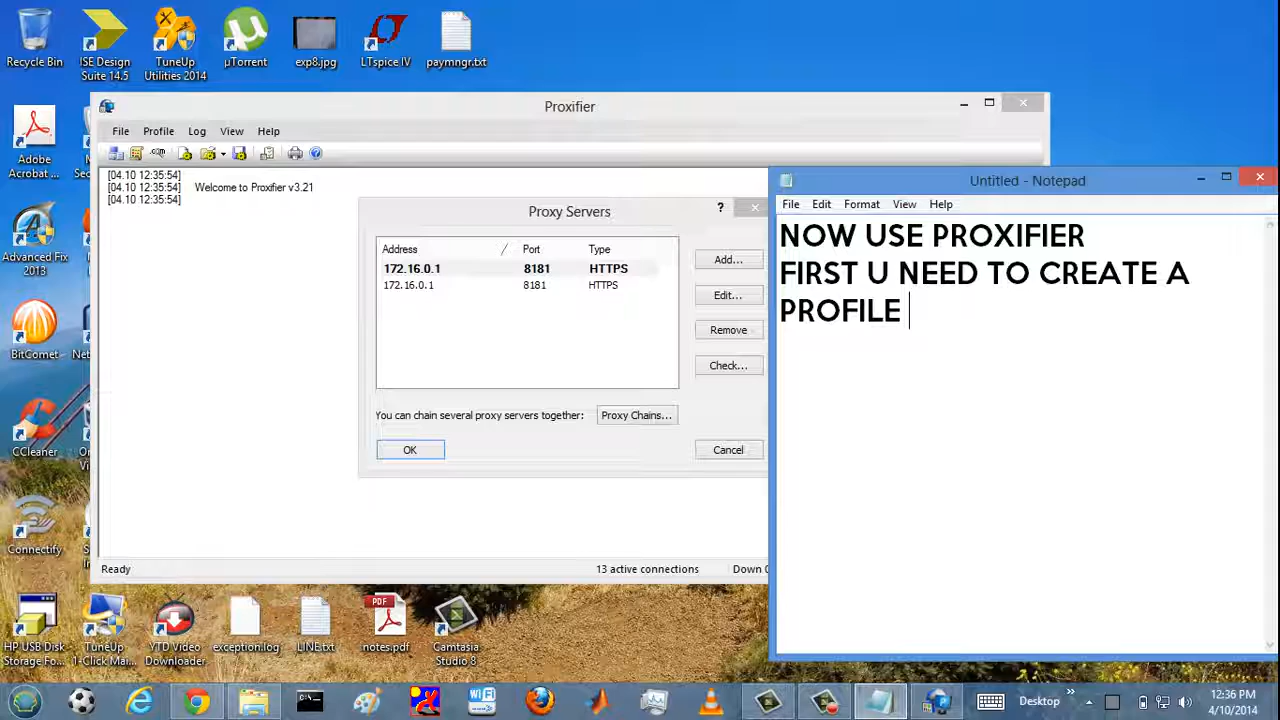 Recycle Bin
ISE Design
Suite 14.5
TuneUp
Utilities 2014
µTorrent
exp8.jpg
LTspice IV
paymngr.txt
Adobe
Acrobat ...
Advanced Fix
2013
BitComet
CCleaner
Connectify
Proxifier
File Profile Log View Help
[04.10 12:35:54]
[04.10 12:35:54] Welcome to Proxifier v3.21
[04.10 12:35:54]
Proxy Servers
Address Port Type
172.16.0.1 8181 HTTPS
172.16.0.1 8181 HTTPS
Add...
Edit...
Remove
Check...
You can chain several proxy servers together: Proxy Chains...
OK Cancel
Ready 13 active connections Down
Untitled - Notepad
File Edit Format View Help
NOW USE PROXIFIER
FIRST U NEED TO CREATE A
PROFILE
HP USB Disk
Storage Fo...
TuneUp
1-Click Mai...
YTD Video
Downloader
exception.log
LINE.txt
PDF
notes.pdf
Camtasia
Studio 8
WiFi
Desktop
12:36 PM
4/10/2014